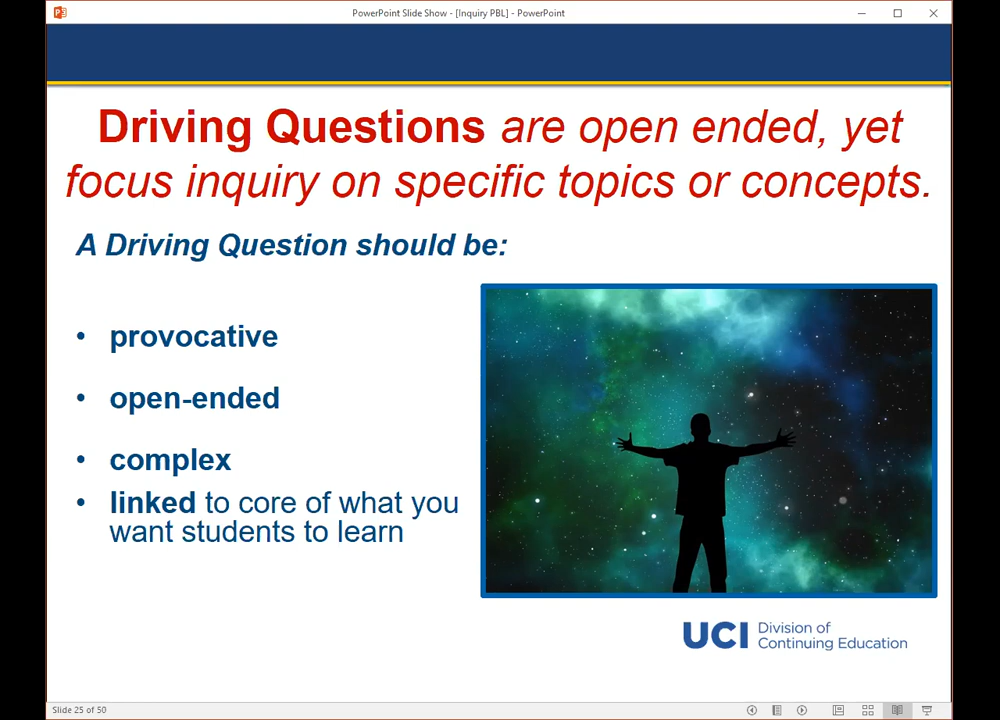 PowerPoint Slide Show - [Inquiry PBL] - PowerPoint
Driving Questions are open ended, yet
focus inquiry on specific topics or concepts.
A Driving Question should be:
• provocative
• open-ended
• complex
• linked to core of what you
want students to learn
UCI Division of
Continuing Education
Slide 25 of 50